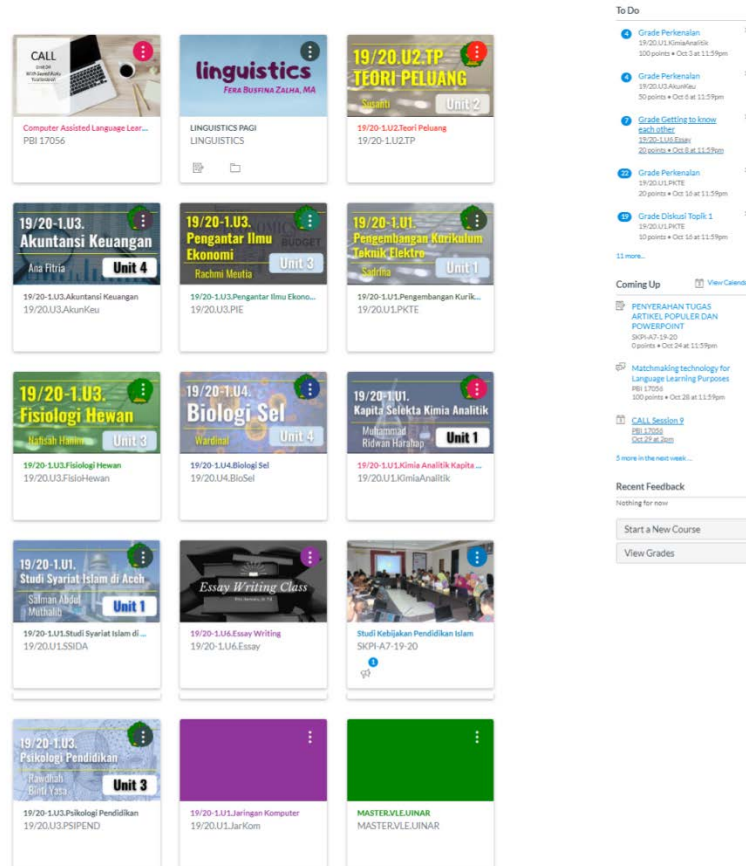 CALL
Computer Assisted Language Lear...
PBI 17056
linguistics
FERA BUSFINA ZALHA, MA
LINGUISTICS PAGI
LINGUISTICS
19/20.U2.TP
TEORI PELUANG
Susanti
Unit 2
19/20-1.U2.Teori Peluang
19/20-1.U2.TP
19/20-1.U3.
Akuntansi Keuangan
Ana Fitria
Unit 4
19/20-1.U3.Akuntansi Keuangan
19/20.U3.AkunKeu
19/20-1.U3.
Pengantar Ilmu
Ekonomi
Rachmi Meutia
Unit 3
19/20-1.U3.Pengantar Ilmu Ekono...
19/20.U3.PIE
19/20-1.U1.
Pengembangan Kurikulum
Teknik Elektro
Sadrina
Unit 1
19/20-1.U1.Pengembangan Kurik...
19/20.U1.PKTE
19/20-1.U3.
Fisiologi Hewan
Nafisah Hanim
Unit 3
19/20-1.U3.Fisiologi Hewan
19/20.U3.FisioHewan
19/20-1.U4.
Biologi Sel
Wardinal
Unit 4
19/20-1.U4.Biologi Sel
19/20.U4.BioSel
19/20-1.U1.
Kapita Selekta Kimia Analitik
Muhammad
Ridwan Harahap
Unit 1
19/20-1.U1.Kimia Analitik Kapita ...
19/20.U1.KimiaAnalitik
19/20-1.U1.
Studi Syariat Islam di Aceh
Salman Abdul
Muthalib
Unit 1
19/20-1.U1.Studi Syariat Islam di ...
19/20.U1.SSIDA
Essay Writing Class
19/20-1.U6.Essay Writing
19/20-1.U6.Essay
Studi Kebijakan Pendidikan Islam
SKPI-A7-19-20
1
19/20-1.U3.
Psikologi Pendidikan
Rawdhah
Binti Yasa
Unit 3
19/20-1.U3.Psikologi Pendidikan
19/20.U3.PSIPEND
19/20-1.U1.Jaringan Komputer
19/20.U1.JarKom
MASTER.VLE.UINAR
MASTER.VLE.UINAR
To Do
4 Grade Perkenalan
19/20.U1.KimiaAnalitik
100 points • Oct 3 at 11:59pm
4 Grade Perkenalan
19/20.U3.AkunKeu
50 points • Oct 6 at 11:59pm
7 Grade Getting to know
each other
19/20-1.U6.Essay
20 points • Oct 8 at 11:59pm
22 Grade Perkenalan
19/20.U1.PKTE
20 points • Oct 16 at 11:59pm
19 Grade Diskusi Topik 1
19/20.U1.PKTE
10 points • Oct 16 at 11:59pm
11 more...
Coming Up
View Calend
PENYERAHAN TUGAS
ARTIKEL POPULER DAN
POWERPOINT
SKPI-A7-19-20
0 points • Oct 24 at 11:59pm
Matchmaking technology for
Language Learning Purposes
PBI 17056
100 points • Oct 28 at 11:59pm
CALL Session 9
PBI 17056
Oct 29 at 2pm
5 more in the next week ...
Recent Feedback
Nothing for now
Start a New Course
View Grades